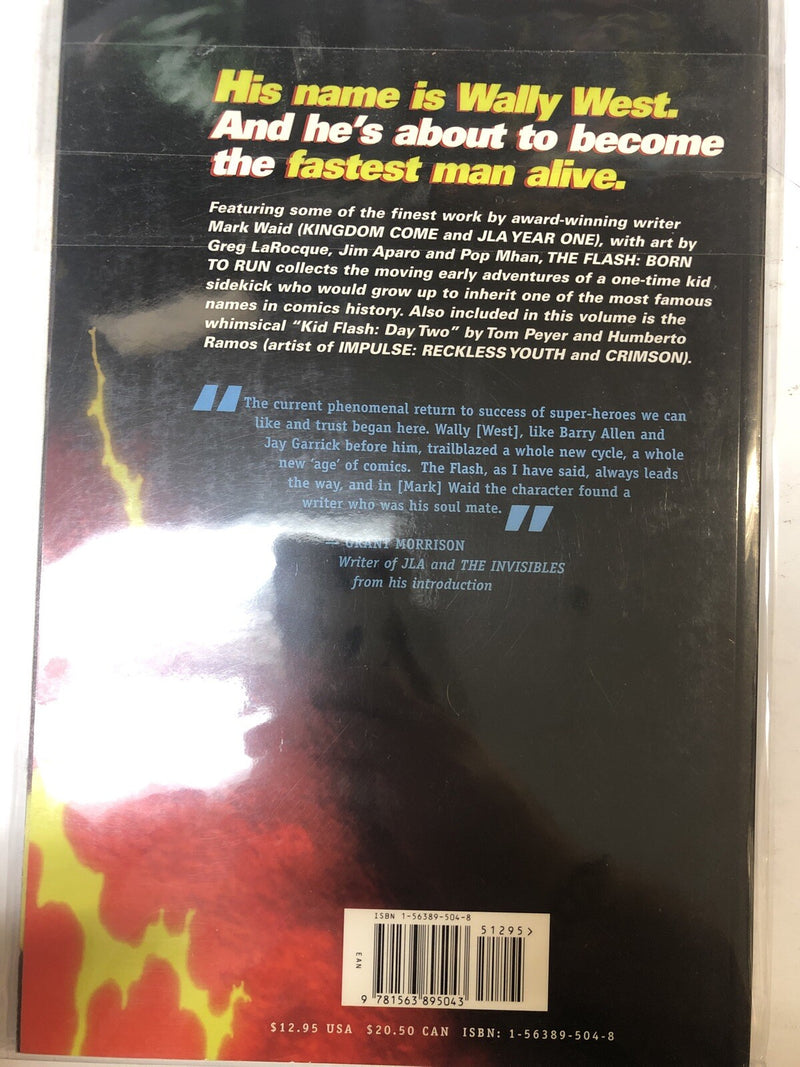 His name is Wally West.
And he's about to become
the fastest man alive.
Featuring some of the finest work by award-winning writer
Mark Waid (KINGDOM COME and JLA YEAR ONE), with art by
Greg LaRocque, Jim Aparo and Pop Mhan, THE FLASH: BORN
TO RUN collects the moving early adventures of a one-time kid
sidekick who would grow up to inherit one of the most famous
names in comics history. Also included in this volume is the
whimsical "Kid Flash: Day Two" by Tom Peyer and Humberto
Ramos (artist of IMPULSE: RECKLESS YOUTH and CRIMSON).
"The current phenomenal return to success of super-heroes we can
like and trust began here. Wally [West], like Barry Allen and
Jay Garrick before him, trailblazed a whole new cycle, a whole
new 'age' of comics. The Flash, as I have said, always leads
the way, and in [Mark] Waid the character found a
writer who was his soul mate."
— GRANT MORRISON
Writer of JLA and THE INVISIBLES
from his introduction
ISBN 1-56389-504-8
51295>
EAN
9 781563 895043
$12.95 USA $20.50 CAN ISBN: 1-56389-504-8